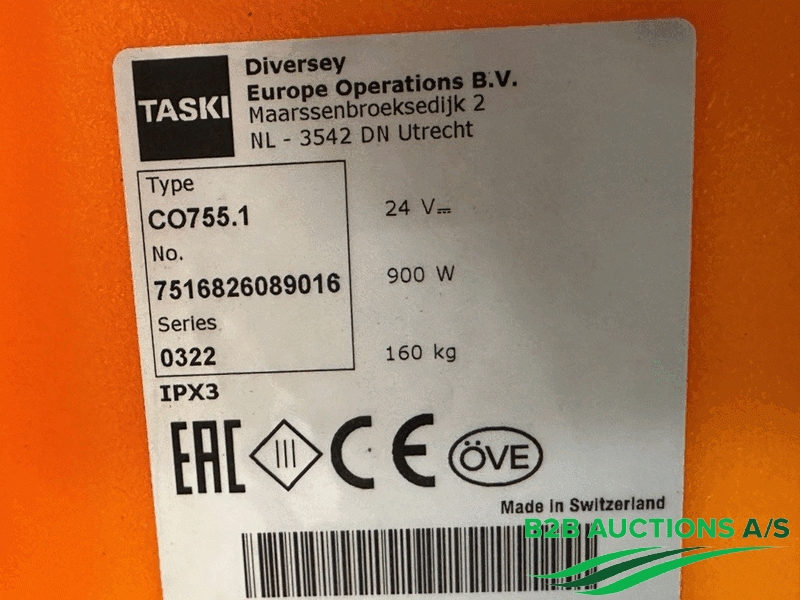 TASKI
Diversey
Europe Operations B.V.
Maarssenbroeksedijk 2
NL - 3542 DN Utrecht
Type
CO755.1
No.
7516826089016
Series
0322
IPX3
24 V⎓
900 W
160 kg
EAC III CE ÖVE
Made in Switzerland
B2B AUCTIONS A/S